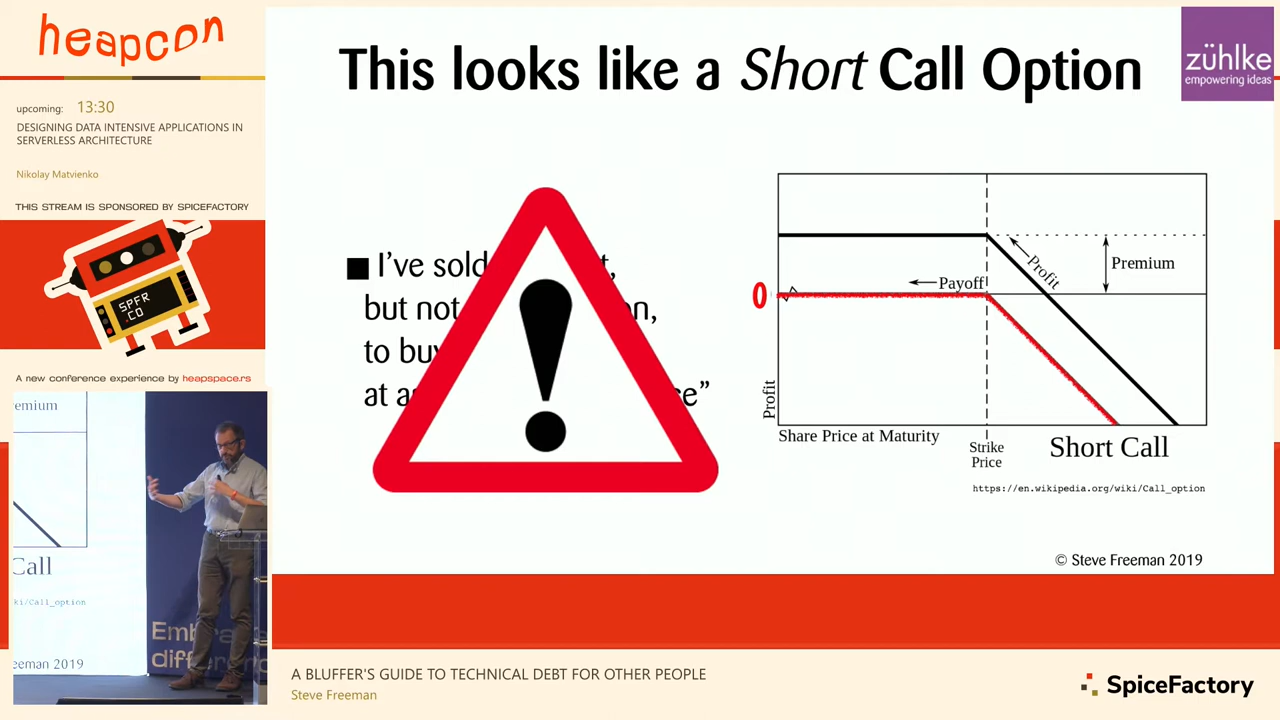 heapcon
upcoming: 13:30
DESIGNING DATA INTENSIVE APPLICATIONS IN
SERVERLESS ARCHITECTURE
Nikolay Matvienko
THIS STREAM IS SPONSORED BY SPICEFACTORY
SPFR
.CO
A new conference experience by heapspace.rs
emium
Call
ki/Call_option
eeman 2019
Embra
differenc
This looks like a Short Call Option
zühlke
empowering ideas
I've sold t,
but not n,
to bu
at a e"
0
Payoff
Profit
Premium
Profit
Share Price at Maturity
Strike
Price
Short Call
https://en.wikipedia.org/wiki/Call_option
© Steve Freeman 2019
A BLUFFER'S GUIDE TO TECHNICAL DEBT FOR OTHER PEOPLE
Steve Freeman
SpiceFactory